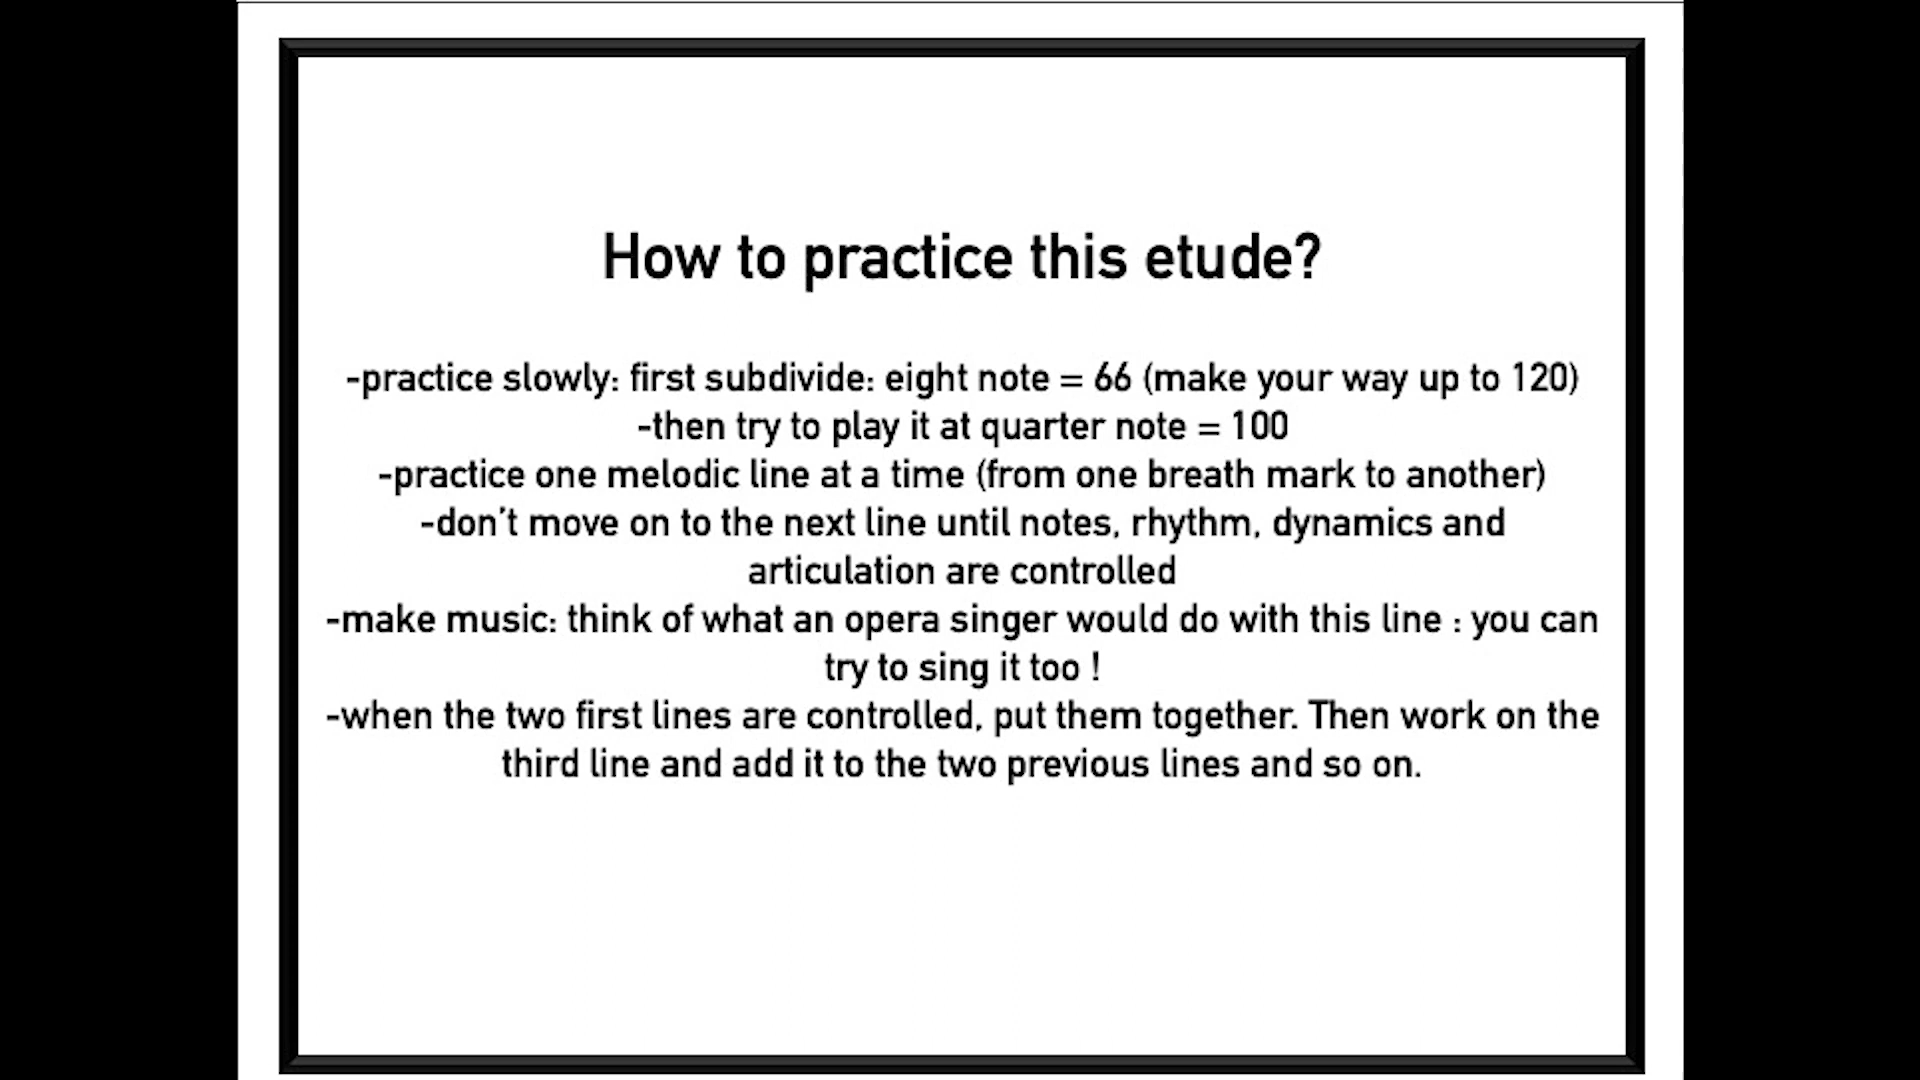 How to practice this etude?
-practice slowly: first subdivide: eight note = 66 (make your way up to 120)
-then try to play it at quarter note = 100
-practice one melodic line at a time (from one breath mark to another)
-don’t move on to the next line until notes, rhythm, dynamics and
articulation are controlled
-make music: think of what an opera singer would do with this line : you can
try to sing it too !
-when the two first lines are controlled, put them together. Then work on the
third line and add it to the two previous lines and so on.